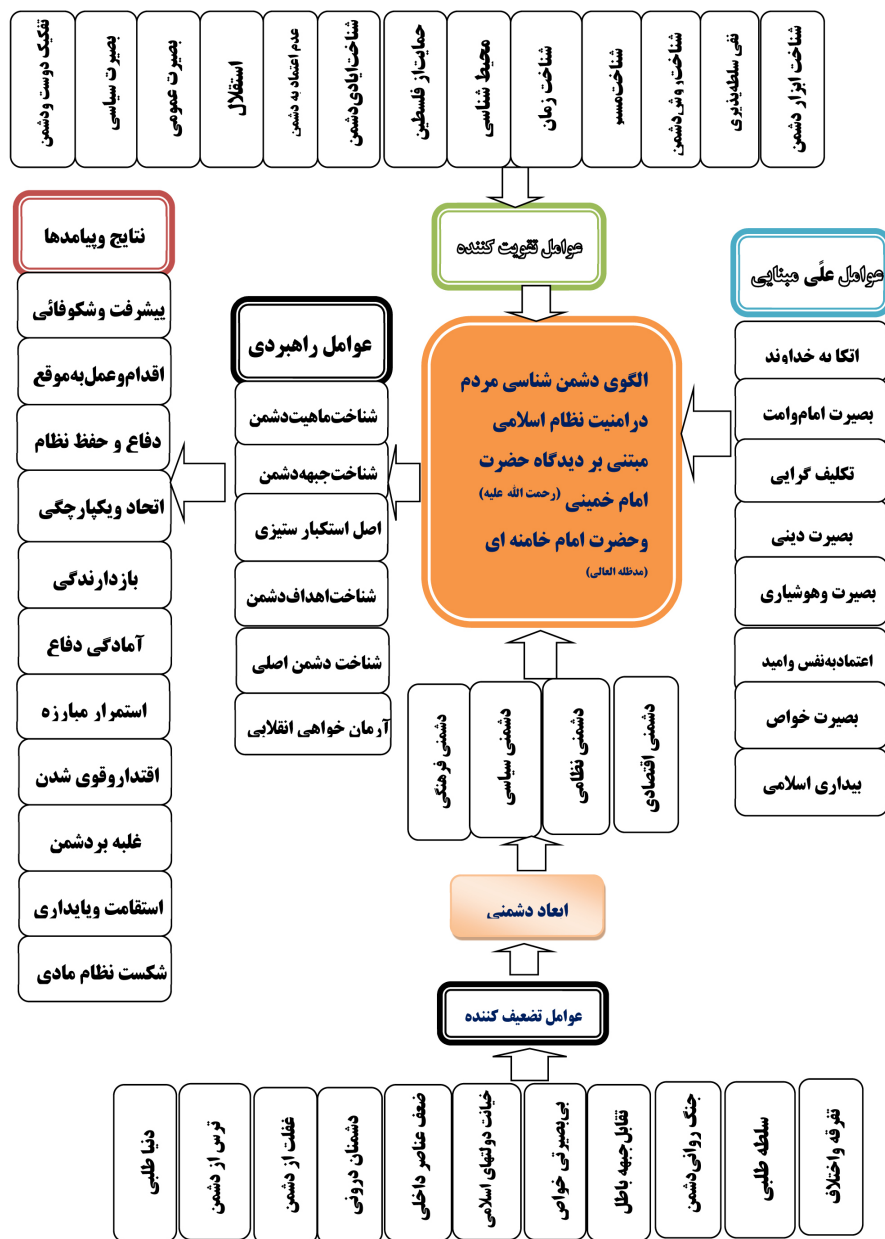 شناخت ابزار دشمن
نفی سلطه‌پذیری
شناخت‌روش‌دشمن
شناخت‌مسیر
شناخت زمان
محیط شناسی
حمایت‌از فلسطین
شناخت‌ایادی‌دشمن
عدم اعتماد به دشمن
استقلال
بصیرت عمومی
بصیرت سیاسی
تفکیک دوست ودشمن
عوامل تقویت کننده
عوامل علّی مبنایی
اتکا به خداوند
بصیرت امام‌وامت
تکلیف گرایی
بصیرت دینی
بصیرت وهوشیاری
اعتمادبه‌نفس وامید
بصیرت خواص
بیداری اسلامی
الگوی دشمن شناسی مردم
درامنیت نظام اسلامی
مبتنی بر دیدگاه حضرت
امام خمینی (رحمت الله علیه)
وحضرت امام خامنه ای
(مدظله العالی)
عوامل راهبردی
شناخت‌ماهیت‌دشمن
شناخت‌جبهه‌دشمن
اصل استکبار ستیزی
شناخت‌اهداف‌دشمن
شناخت دشمن اصلی
آرمان خواهی انقلابی
نتایج وپیامدها
پیشرفت وشکوفائی
اقدام‌وعمل‌به‌موقع
دفاع و حفظ نظام
اتحاد ویکپارچگی
بازدارندگی
آمادگی دفاع
استمرار مبارزه
اقتداروقوی شدن
غلبه بردشمن
استقامت وپایداری
شکست نظام مادی
دشمنی اقتصادی
دشمنی نظامی
دشمنی سیاسی
دشمنی فرهنگی
ابعاد دشمنی
عوامل تضعیف کننده
تفرقه واختلاف
سلطه طلبی
جنگ روانی‌دشمن
تقابل‌جبهه باطل
بی‌بصیرتی خواص
خیانت دولتهای اسلامی
ضعف عناصر داخلی
دشمنان درونی
غفلت از دشمن
ترس از دشمن
دنیا طلبی